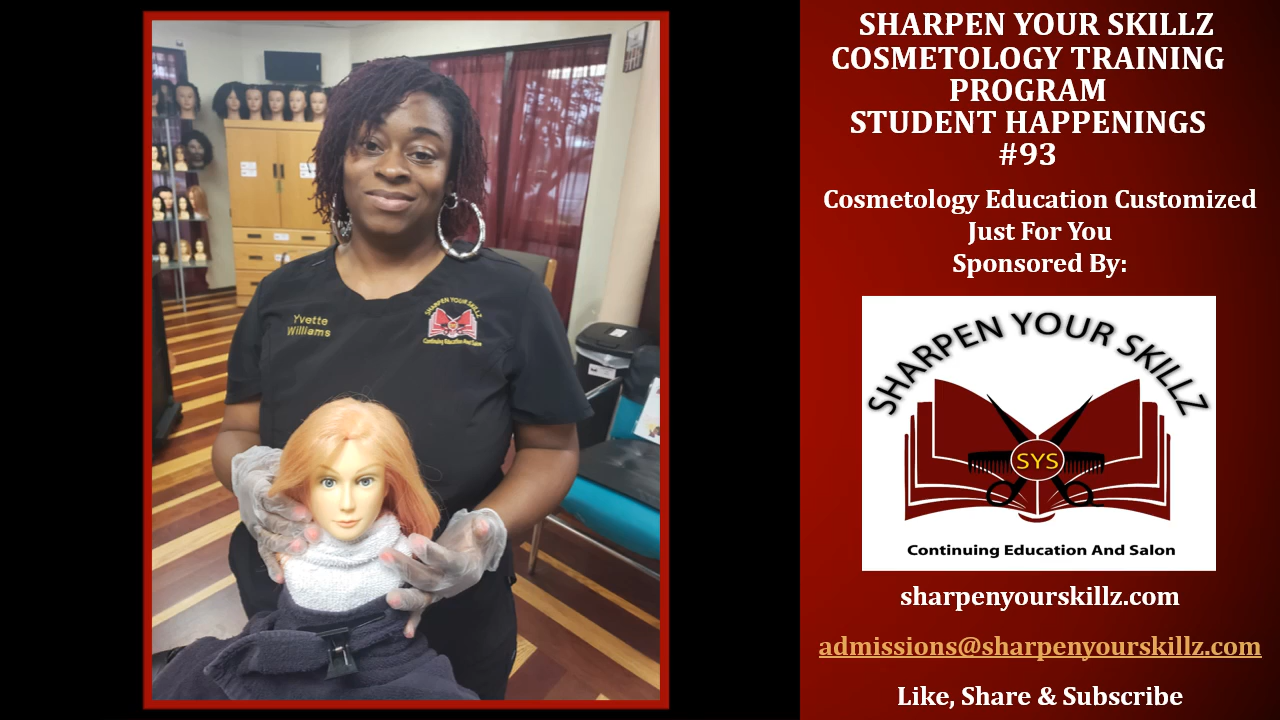 SHARPEN YOUR SKILLZ
COSMETOLOGY TRAINING
PROGRAM
STUDENT HAPPENINGS
#93
Cosmetology Education Customized
Just For You
Sponsored By:
SHARPEN YOUR SKILLZ
SYS
Continuing Education And Salon
sharpenyourskillz.com
admissions@sharpenyourskillz.com
Like, Share & Subscribe
Yvette
Williams
SHARPEN YOUR SKILLZ
Continuing Education And Salon